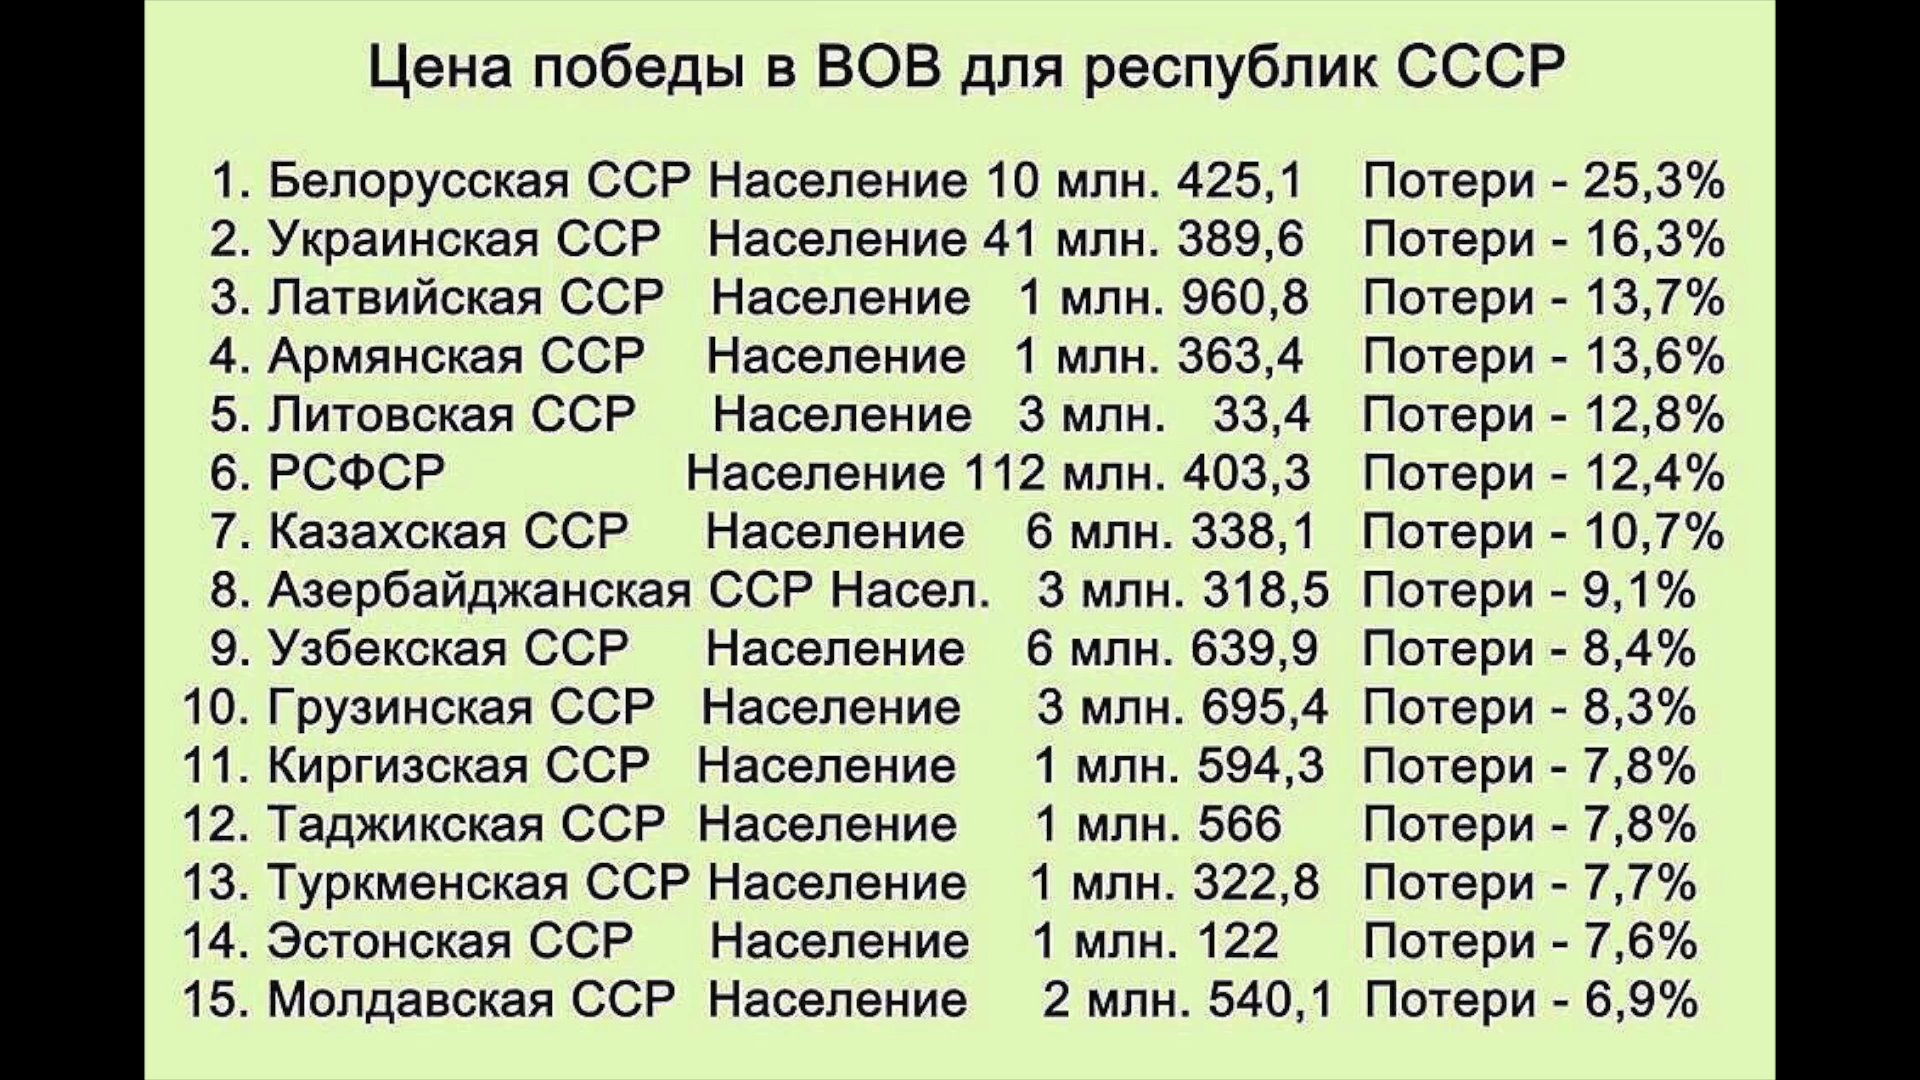 Цена победы в ВОВ для республик СССР
1. Белорусская ССР Население 10 млн. 425,1 Потери - 25,3%
2. Украинская ССР Население 41 млн. 389,6 Потери - 16,3%
3. Латвийская ССР Население 1 млн. 960,8 Потери - 13,7%
4. Армянская ССР Население 1 млн. 363,4 Потери - 13,6%
5. Литовская ССР Население 3 млн. 33,4 Потери - 12,8%
6. РСФСР Население 112 млн. 403,3 Потери - 12,4%
7. Казахская ССР Население 6 млн. 338,1 Потери - 10,7%
8. Азербайджанская ССР Насел. 3 млн. 318,5 Потери - 9,1%
9. Узбекская ССР Население 6 млн. 639,9 Потери - 8,4%
10. Грузинская ССР Население 3 млн. 695,4 Потери - 8,3%
11. Киргизская ССР Население 1 млн. 594,3 Потери - 7,8%
12. Таджикская ССР Население 1 млн. 566 Потери - 7,8%
13. Туркменская ССР Население 1 млн. 322,8 Потери - 7,7%
14. Эстонская ССР Население 1 млн. 122 Потери - 7,6%
15. Молдавская ССР Население 2 млн. 540,1 Потери - 6,9%